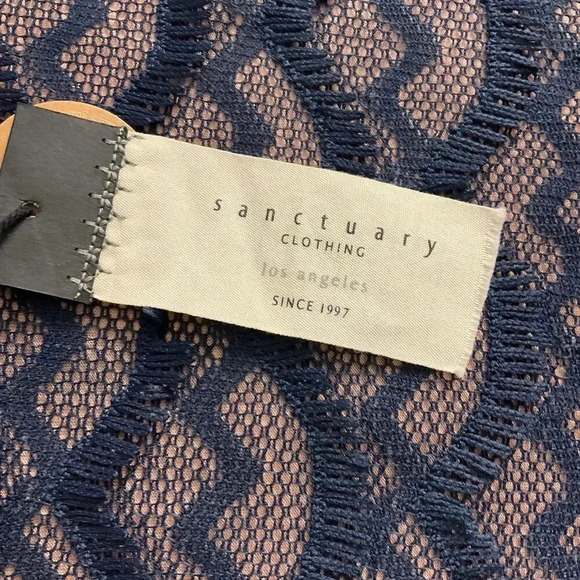 sanctuary
CLOTHING
los angeles
SINCE 1997